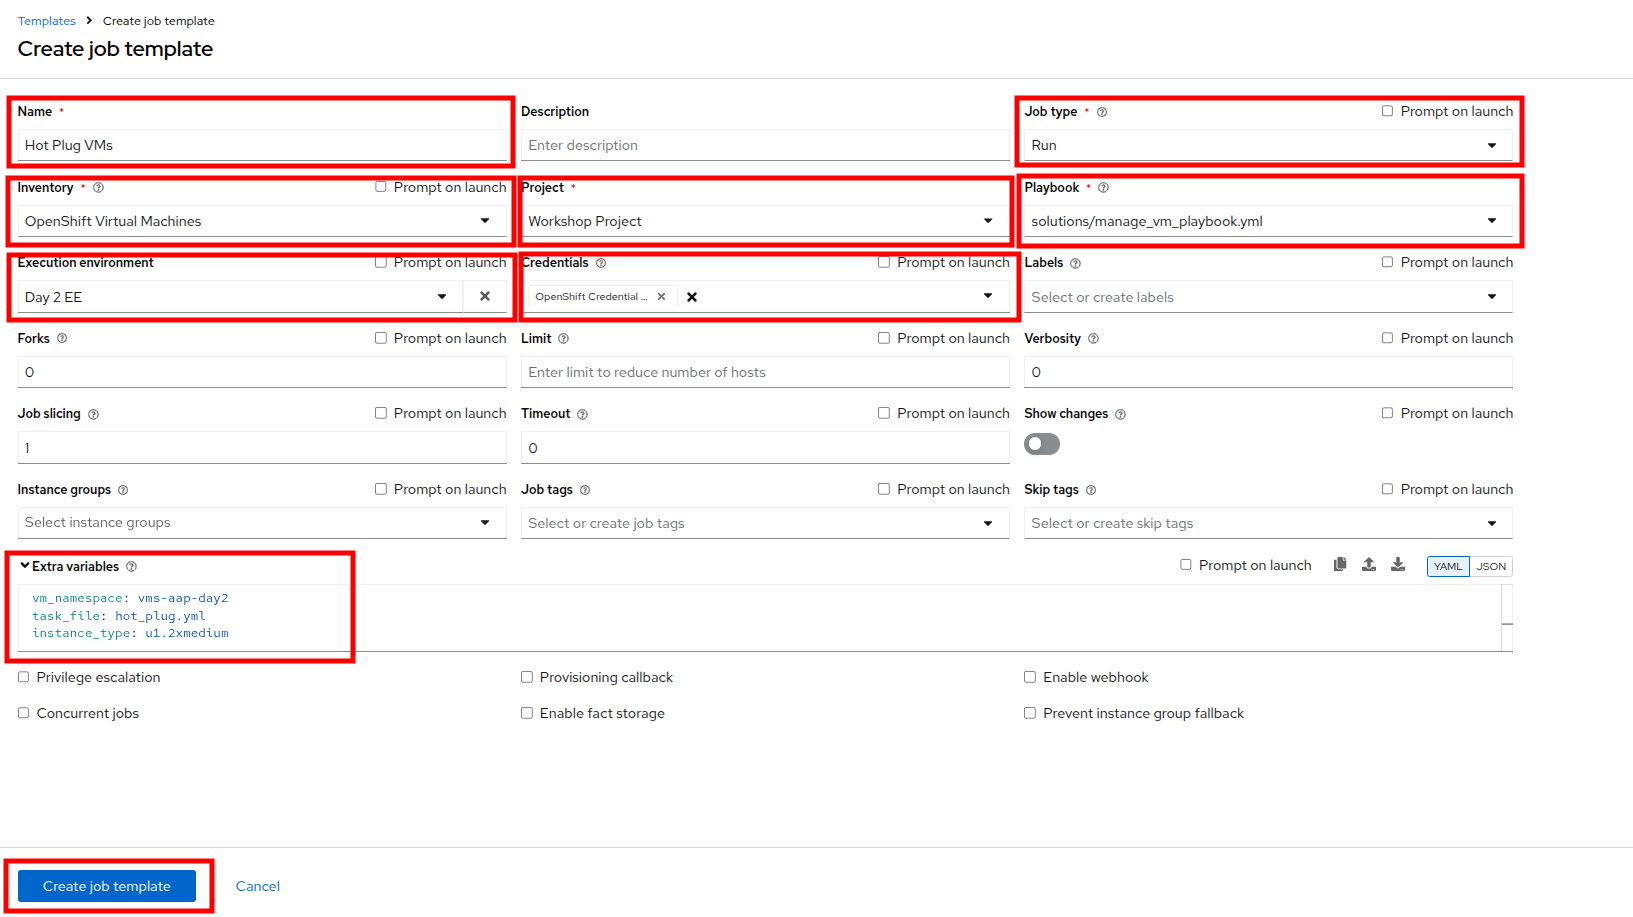 Templates > Create job template
Create job template
Name * Description Job type * Prompt on launch
Hot Plug VMs Enter description Run
Inventory * Prompt on launch Project * Playbook *
OpenShift Virtual Machines Workshop Project solutions/manage_vm_playbook.yml
Execution environment Prompt on launch Credentials Prompt on launch Labels Prompt on launch
Day 2 EE OpenShift Credential ... Select or create labels
Forks Prompt on launch Limit Prompt on launch Verbosity Prompt on launch
0 Enter limit to reduce number of hosts 0
Job slicing Prompt on launch Timeout Prompt on launch Show changes Prompt on launch
1 0
Instance groups Prompt on launch Job tags Prompt on launch Skip tags Prompt on launch
Select instance groups Select or create job tags Select or create skip tags
Extra variables Prompt on launch YAML JSON
vm_namespace: vms-aap-day2
task_file: hot_plug.yml
instance_type: u1.2xmedium
Privilege escalation Provisioning callback Enable webhook
Concurrent jobs Enable fact storage Prevent instance group fallback
Create job template Cancel